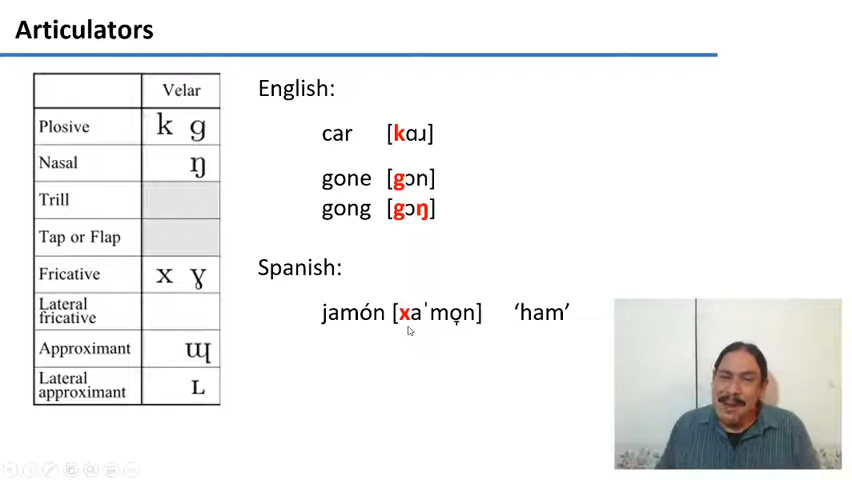 Articulators
Velar
Plosive k ɡ
Nasal ŋ
Trill
Tap or Flap
Fricative x ɣ
Lateral
fricative
Approximant ɰ
Lateral
approximant ʟ
English:
car [kɑɹ]
gone [gɔn]
gong [gɔŋ]
Spanish:
jamón [xaˈmo̞n] ‘ham’